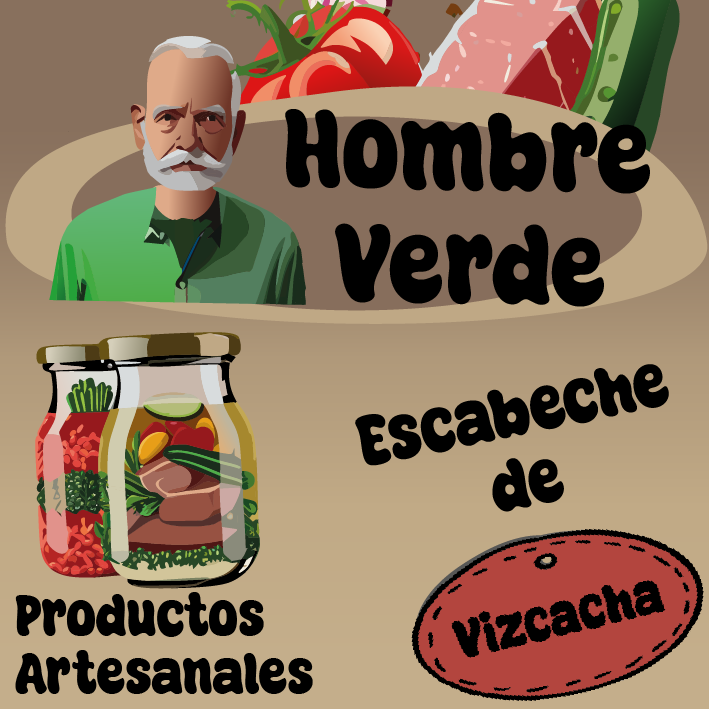 Hombre
Verde
Escabeche
de
Vizcacha
Productos
Artesanales